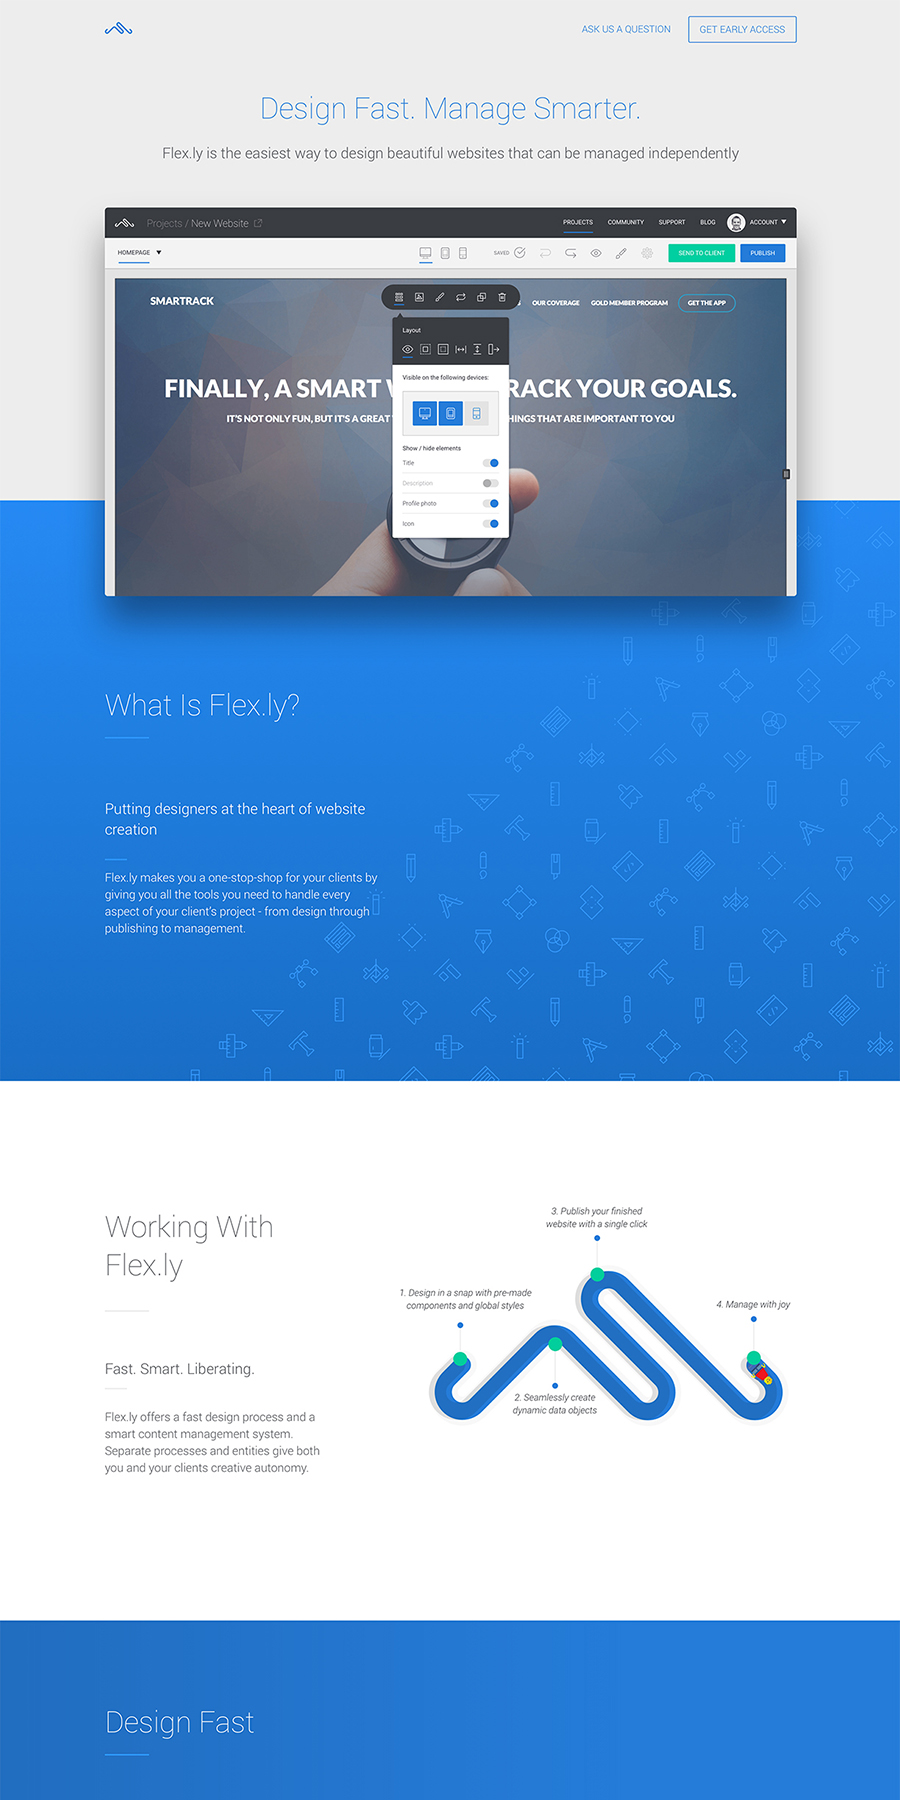 ASK US A QUESTION
GET EARLY ACCESS
Design Fast. Manage Smarter.
Flex.ly is the easiest way to design beautiful websites that can be managed independently
Projects / New Website
PROJECTS
COMMUNITY
SUPPORT
BLOG
ACCOUNT
HOMEPAGE
SAVED
SEND TO CLIENT
PUBLISH
SMARTRACK
OUR COVERAGE
GOLD MEMBER PROGRAM
GET THE APP
Layout
Visible on the following devices:
FINALLY, A SMART RACK YOUR GOALS.
IT'S NOT ONLY FUN, BUT IT'S A GREAT HINGS THAT ARE IMPORTANT TO YOU
Show / hide elements
Title
Description
Profile photo
Icon
What Is Flex.ly?
Putting designers at the heart of website
creation
Flex.ly makes you a one-stop-shop for your clients by
giving you all the tools you need to handle every
aspect of your client's project - from design through
publishing to management.
Working With
Flex.ly
Fast. Smart. Liberating.
Flex.ly offers a fast design process and a
smart content management system.
Separate processes and entities give both
you and your clients creative autonomy.
1. Design in a snap with pre-made
components and global styles
2. Seamlessly create
dynamic data objects
3. Publish your finished
website with a single click
4. Manage with joy
Design Fast